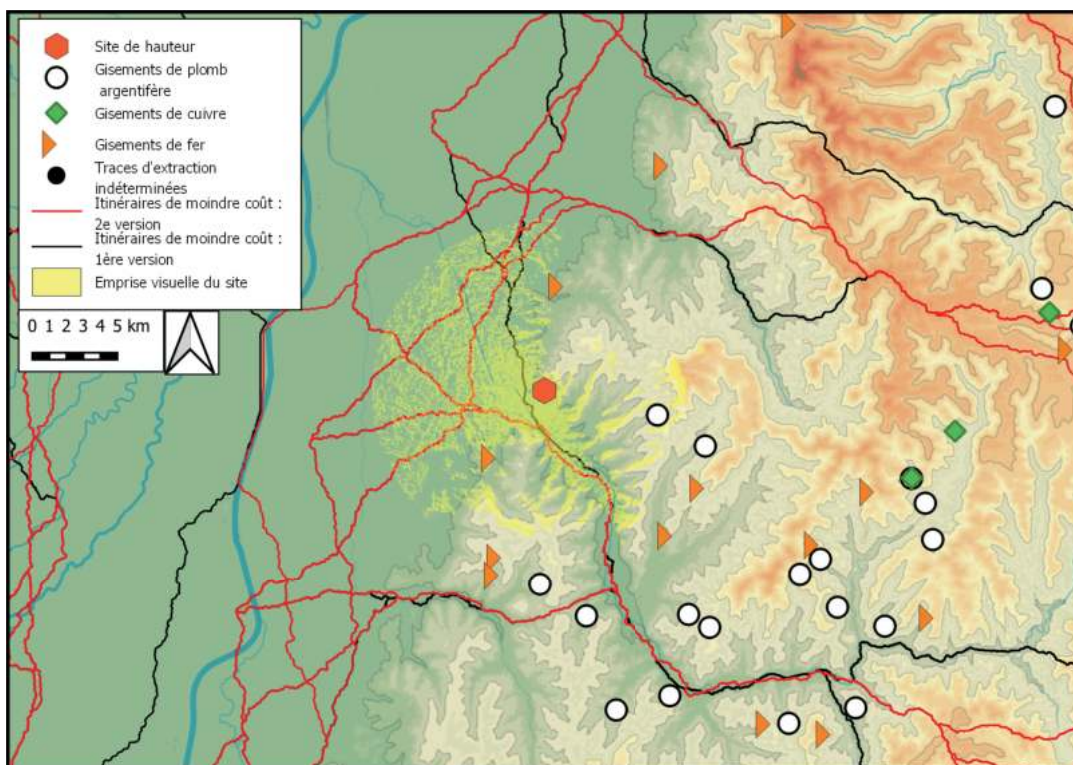 Site de hauteur
Gisements de plomb
argentifère
Gisements de cuivre
Gisements de fer
Traces d'extraction
indéterminées
Itinéraires de moindre coût :
2e version
Itinéraires de moindre coût :
1ère version
Emprise visuelle du site
0 1 2 3 4 5 km